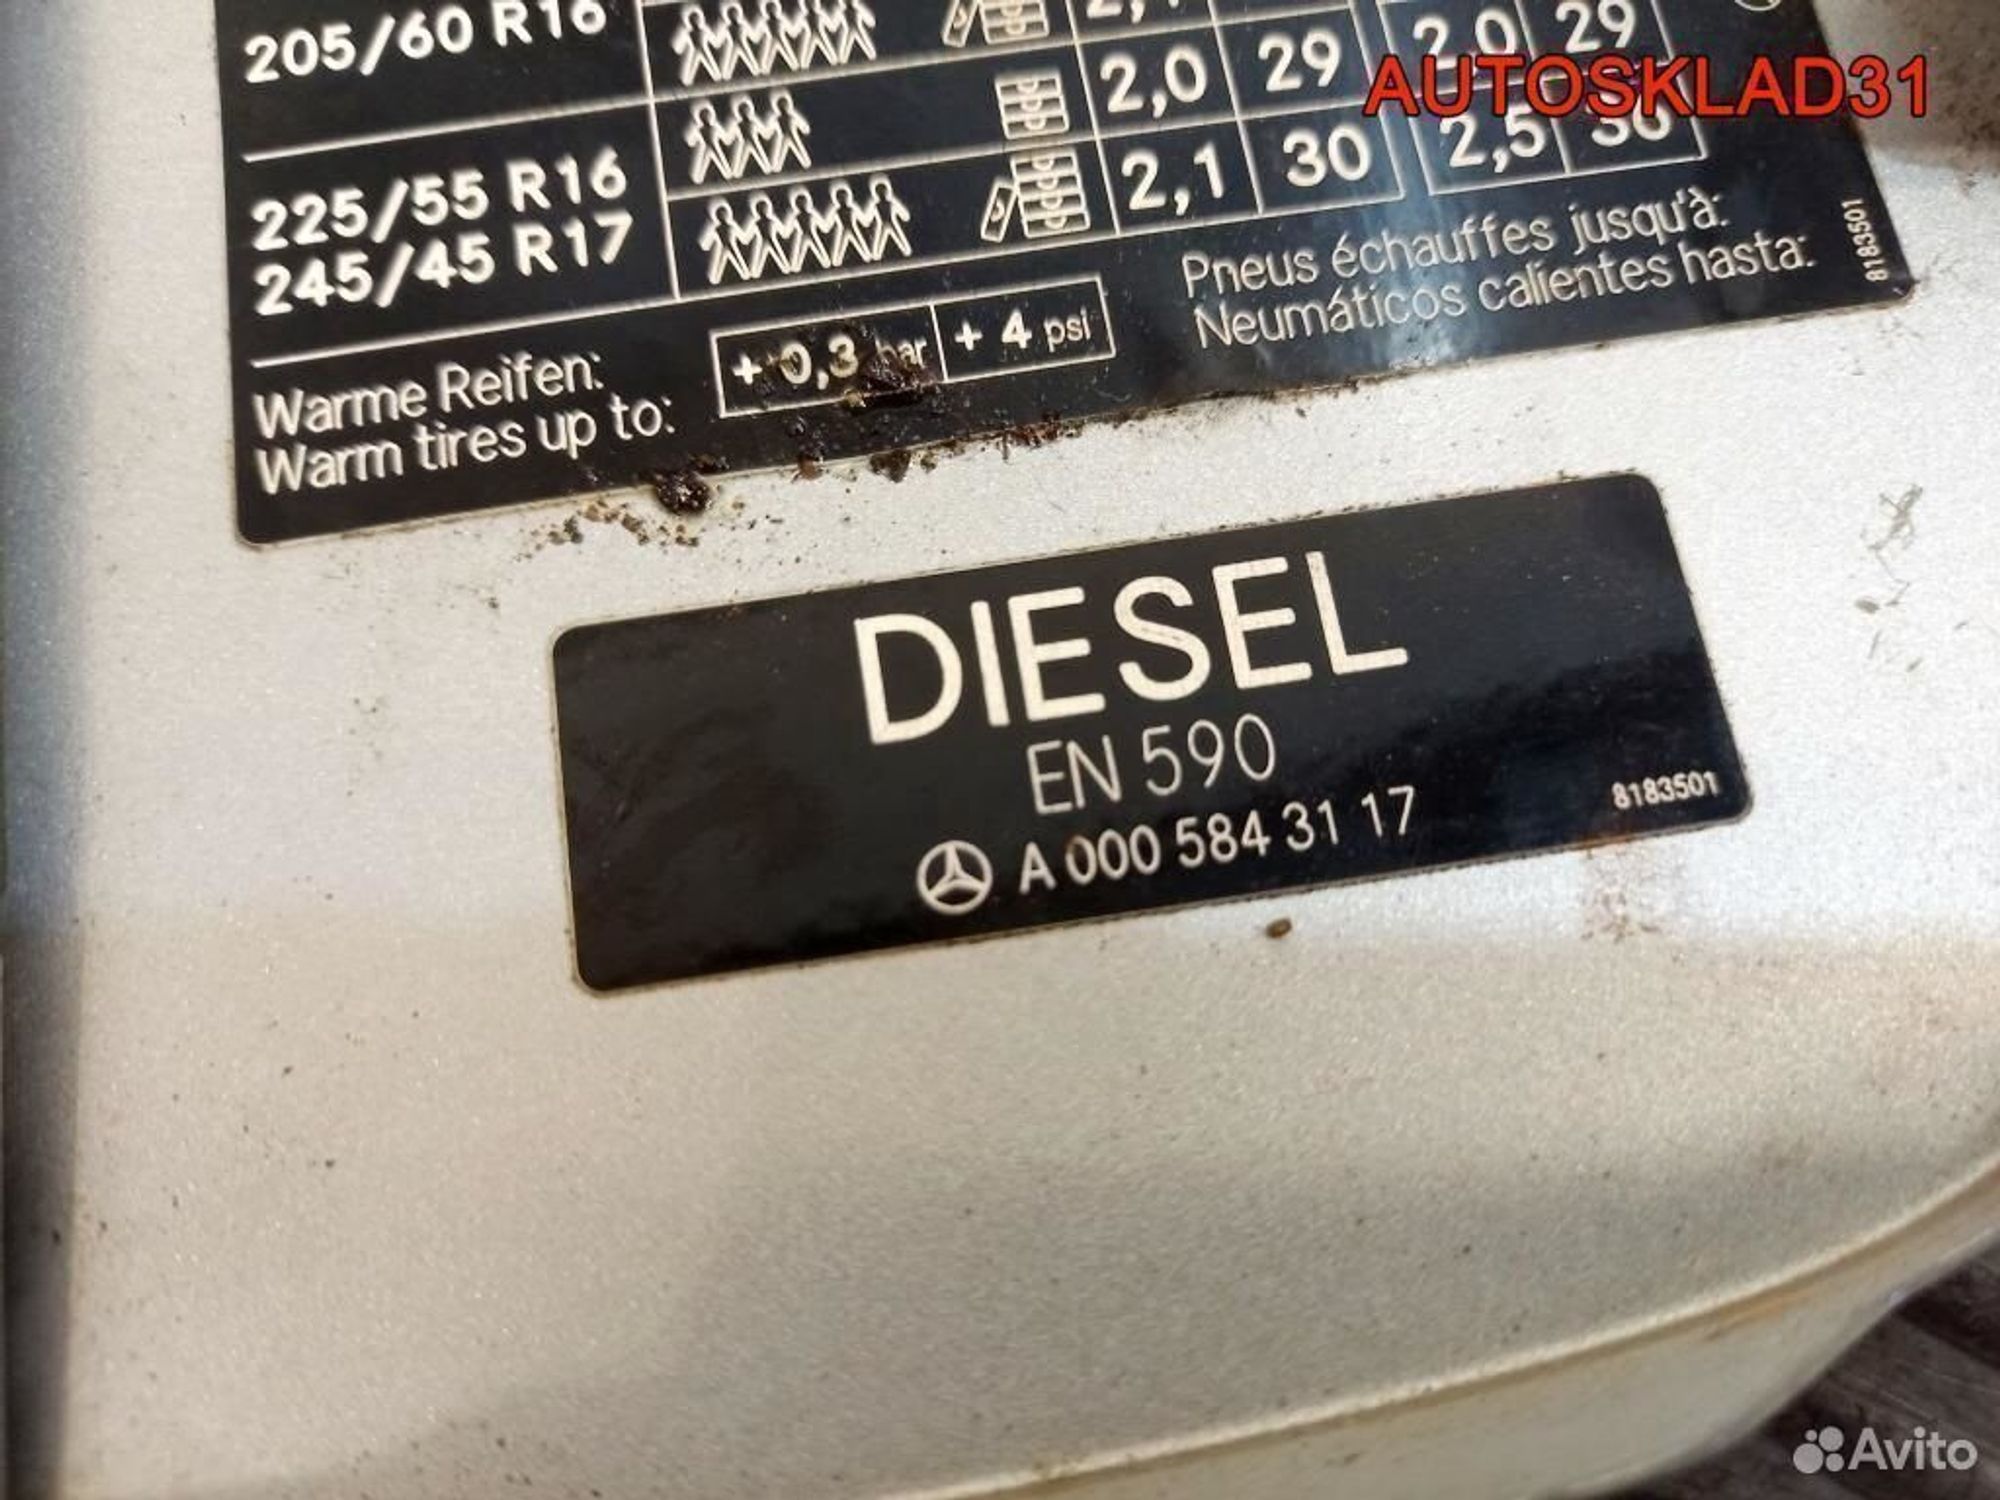 205/60 R16
2,0 29 2,0 29
AUTOSKLAD31
225/55 R16
245/45 R17
2,1 30 2,5 36
Warme Reifen:
Warm tires up to:
+ 0,3 bar + 4 psi
Pneus échauffes jusqu'à:
Neumáticos calientes hasta:
8183501
DIESEL
EN 590
A 000 584 31 17
8183501
Avito